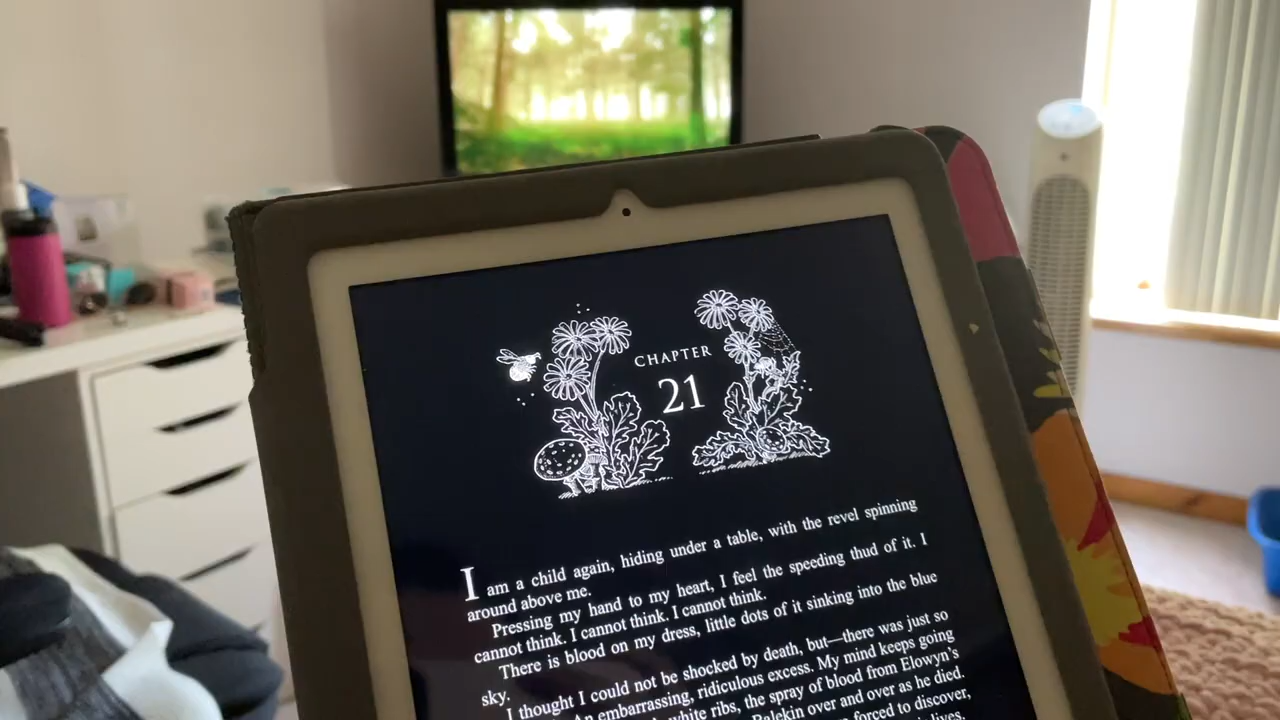 CHAPTER
21
I am a child again, hiding under a table, with the revel spinning
around above me.
Pressing my hand to my heart, I feel the speeding thud of it. I
cannot think. I cannot think. I cannot think.
There is blood on my dress, little dots of it sinking into the blue
sky.
I thought I could not be shocked by death, but—there was just so
An embarrassing, ridiculous excess. My mind keeps going
white ribs, the spray of blood from Elowyn's
Balekin over and over as he died.
forced to discover,
lives,